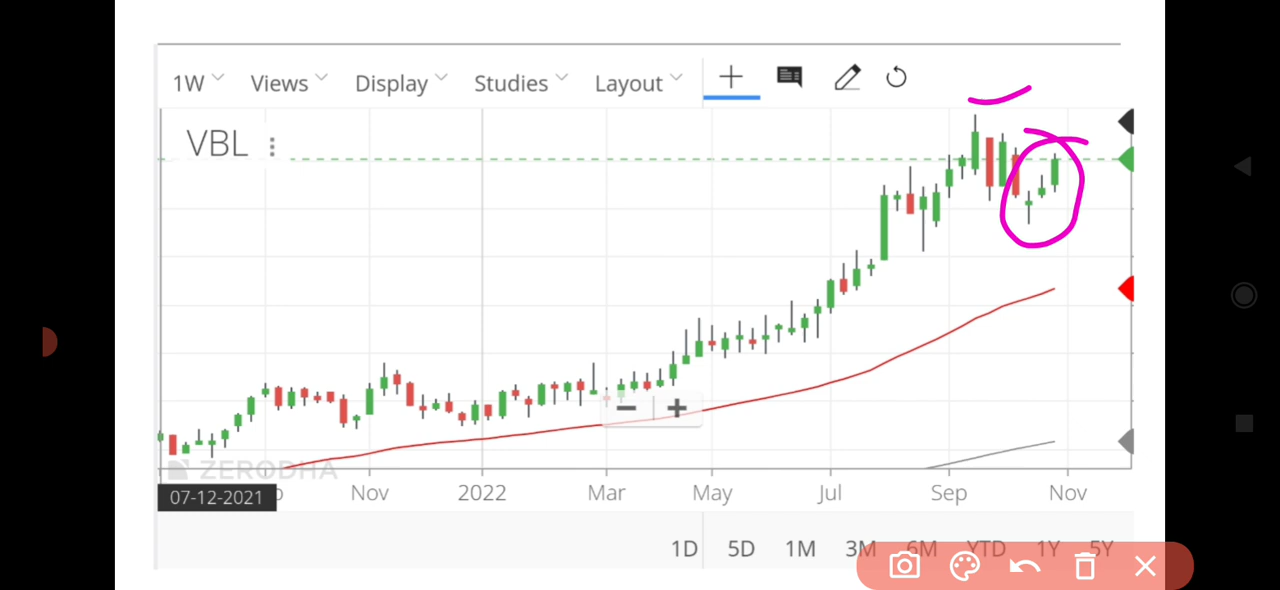 1W Views Display Studies Layout
VBL
ZERODHA
Nov 2022 Mar May Jul Sep Nov
07-12-2021
1D 5D 1M 3M 6M YTD 1Y 5Y